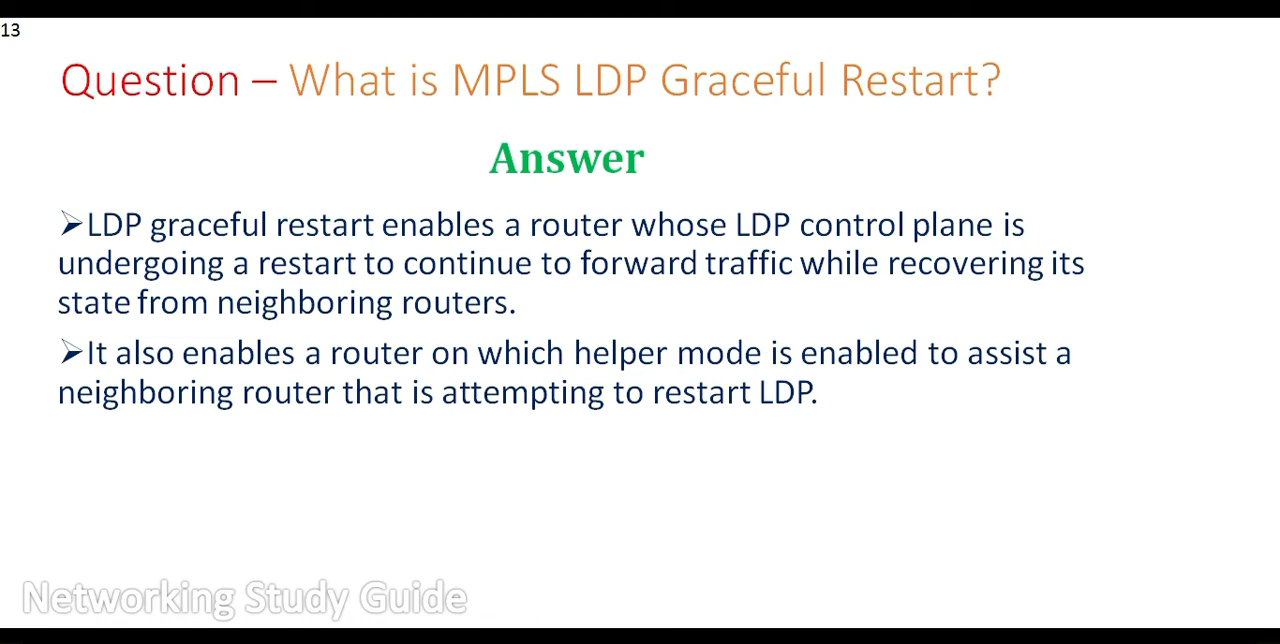 13
Question – What is MPLS LDP Graceful Restart?
Answer
➢LDP graceful restart enables a router whose LDP control plane is
undergoing a restart to continue to forward traffic while recovering its
state from neighboring routers.
➢It also enables a router on which helper mode is enabled to assist a
neighboring router that is attempting to restart LDP.
Networking Study Guide